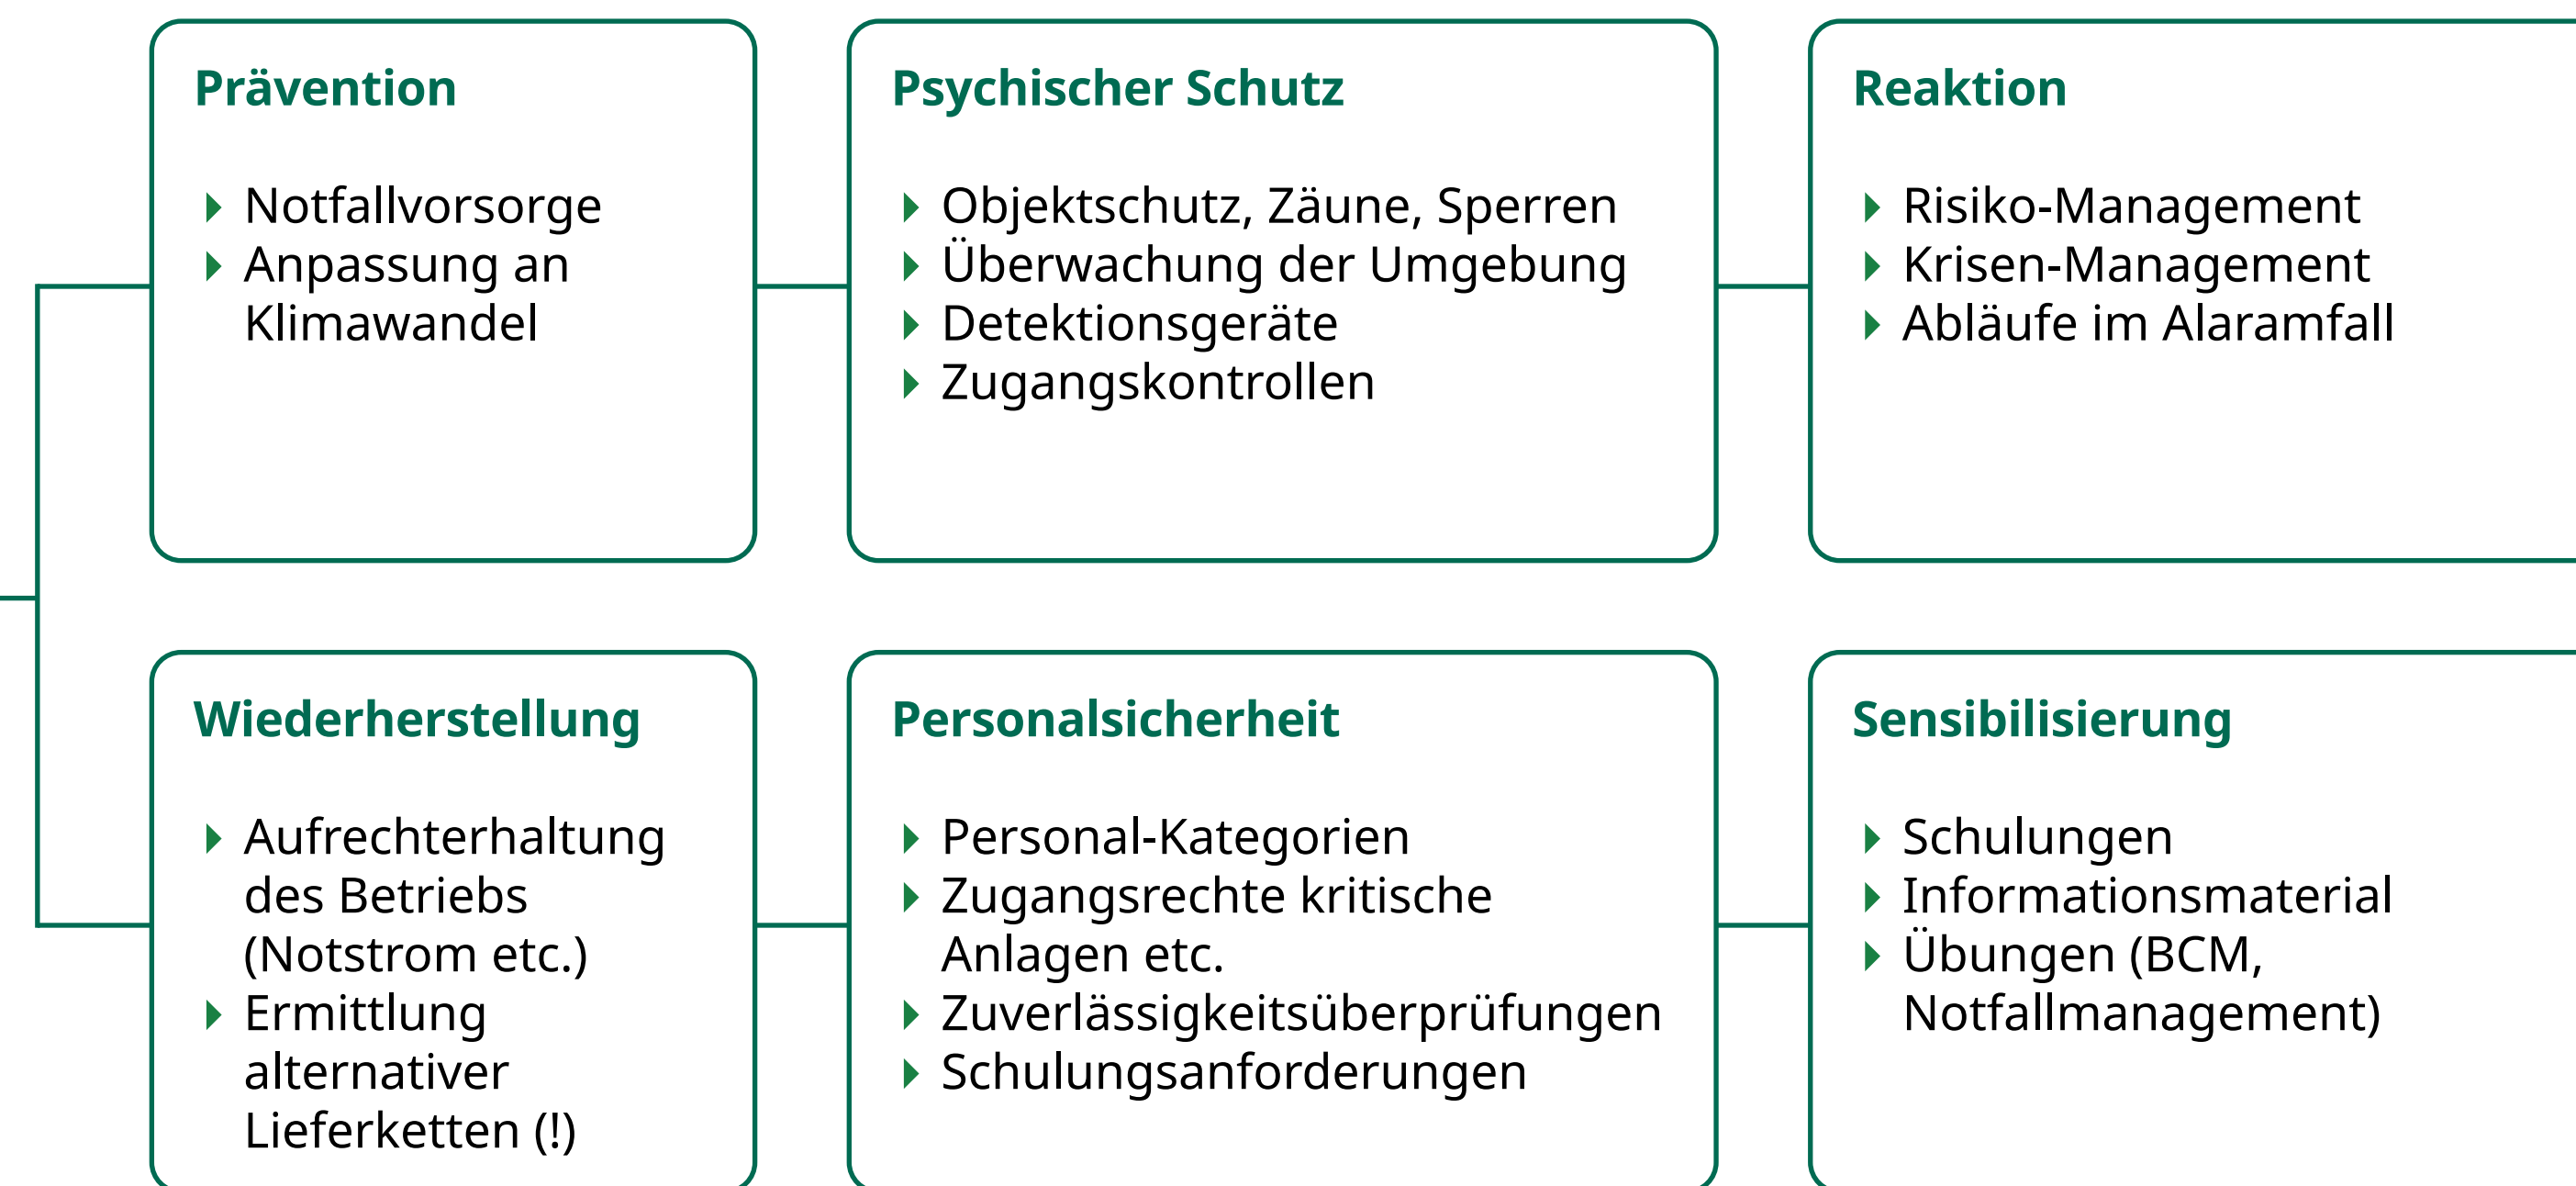 Prävention
Notfallvorsorge
Anpassung an
Klimawandel
Psychischer Schutz
Objektschutz, Zäune, Sperren
Überwachung der Umgebung
Detektionsgeräte
Zugangskontrollen
Reaktion
Risiko-Management
Krisen-Management
Abläufe im Alaramfall
Wiederherstellung
Aufrechterhaltung
des Betriebs
(Notstrom etc.)
Ermittlung
alternativer
Lieferketten (!)
Personalsicherheit
Personal-Kategorien
Zugangsrechte kritische
Anlagen etc.
Zuverlässigkeitsüberprüfungen
Schulungsanforderungen
Sensibilisierung
Schulungen
Informationsmaterial
Übungen (BCM,
Notfallmanagement)